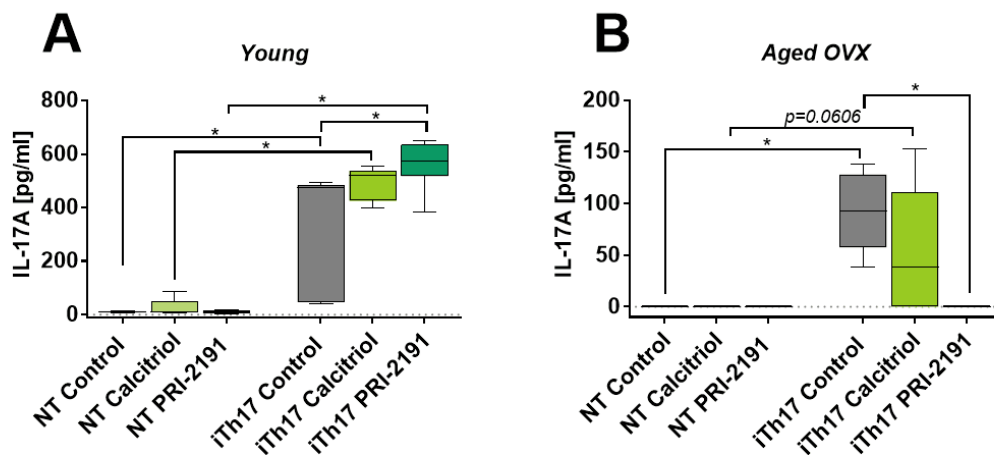 A
Young
IL-17A [pg/ml]
800
600
400
200
0
*
*
*
*
NT Control
NT Calcitriol
NT PRI-2191
iTh17 Control
iTh17 Calcitriol
iTh17 PRI-2191
B
Aged OVX
IL-17A [pg/ml]
200
150
100
50
0
*
p=0.0606
*
NT Control
NT Calcitriol
NT PRI-2191
iTh17 Control
iTh17 Calcitriol
iTh17 PRI-2191